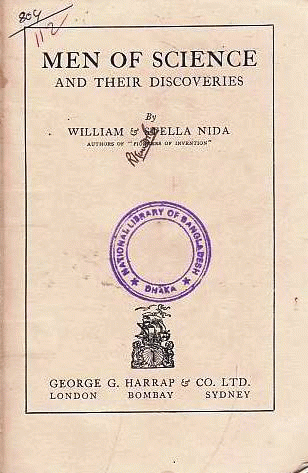 804
112
MEN OF SCIENCE
AND THEIR DISCOVERIES
By
WILLIAM & STELLA NIDA
AUTHORS OF "PIONEERS OF INVENTION"
NATIONAL LIBRARY OF BANGLADESH
★ DHAKA ★
GEORGE G. HARRAP & CO. LTD.
LONDON BOMBAY SYDNEY